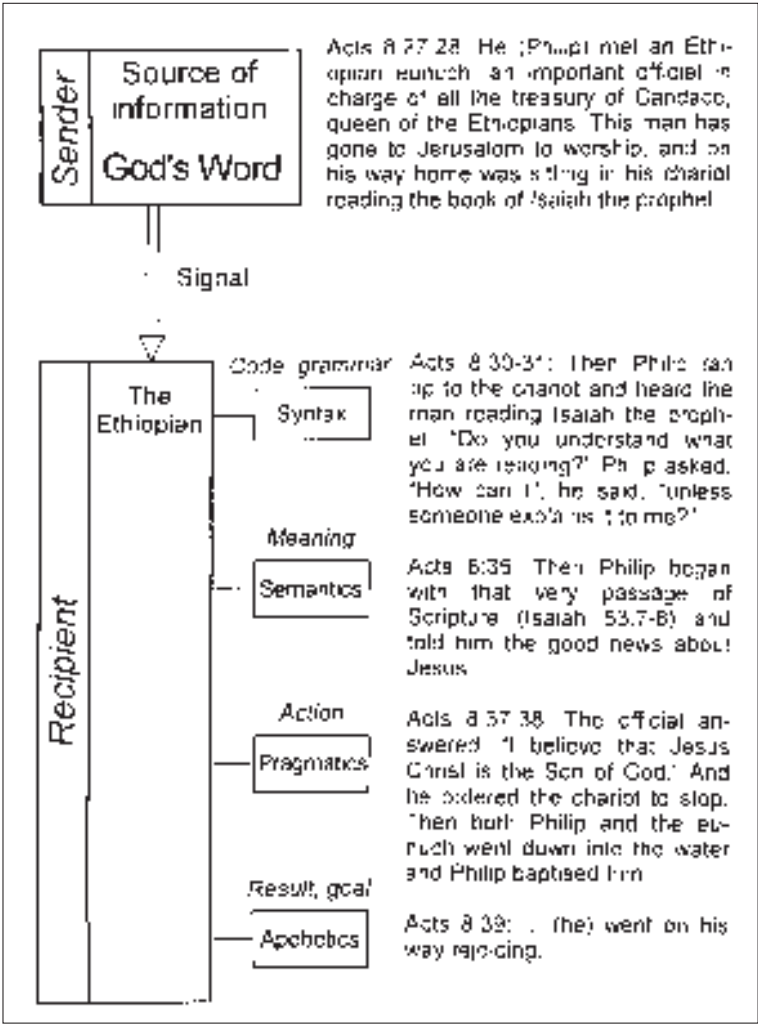 Sender
Source of
information
God's Word
Acts 8:27-28 He (Philip) met an Ethi-
opian eunuch, an important official in
charge of all the treasury of Candace,
queen of the Ethiopians. This man has
gone to Jerusalem to worship, and on
his way home was sitting in his chariot
reading the book of Isaiah the prophet
Signal
Recipient
The
Ethiopian
Code, grammar
Syntax
Acts 8:30-31: Then Philip ran
up to the chariot and heard the
man reading Isaiah the proph-
et. "Do you understand what
you are reading?" Philip asked.
"How can I", he said, "unless
someone explains it to me?"
Meaning
Semantics
Acts 8:35 Then Philip began
with that very passage of
Scripture (Isaiah 53.7-8) and
told him the good news about
Jesus
Action
Pragmatics
Acts 8:37-38 The official an-
swered "I believe that Jesus
Christ is the Son of God." And
he ordered the chariot to stop.
Then both Philip and the eu-
nuch went down into the water
and Philip baptised him
Result, goal
Apobetics
Acts 8:39: ... (he) went on his
way rejoicing.